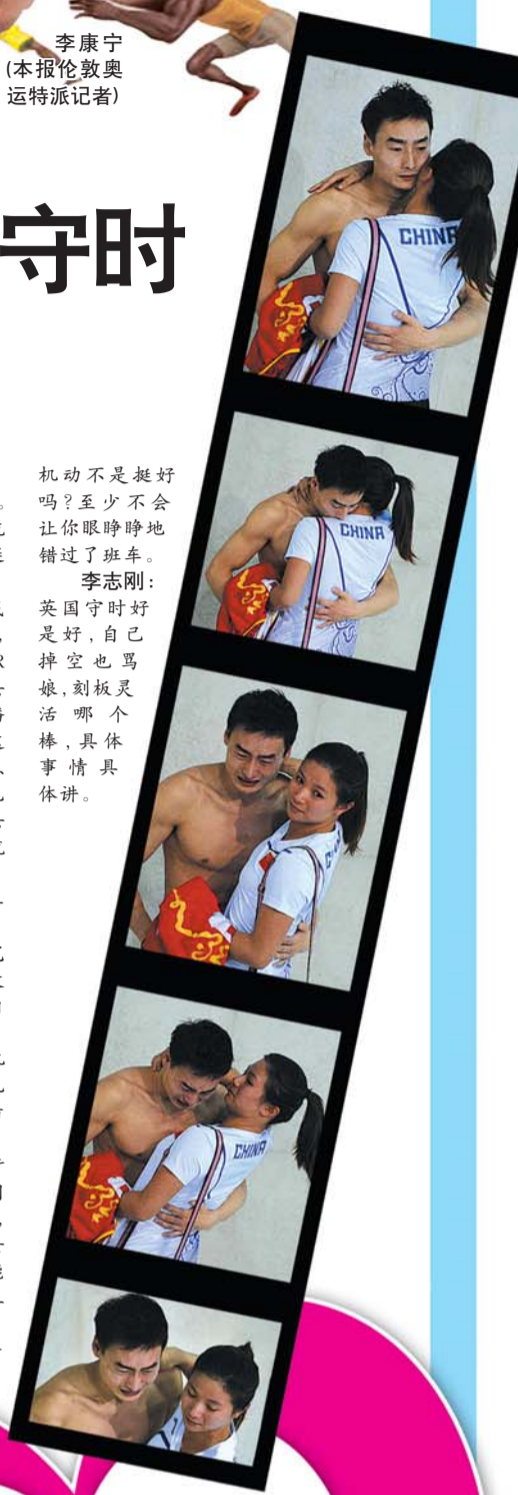 李康宁
(本报伦敦奥
运特派记者)
守时
机动不是挺好
吗?至少不会
让你眼睁睁地
错过了班车。
李志刚:
英国守时好
是好,自己
掉空也骂
娘,刻板灵
活哪个
棒,具体
事情具
体讲。
CHINA
CHINA
CHINA